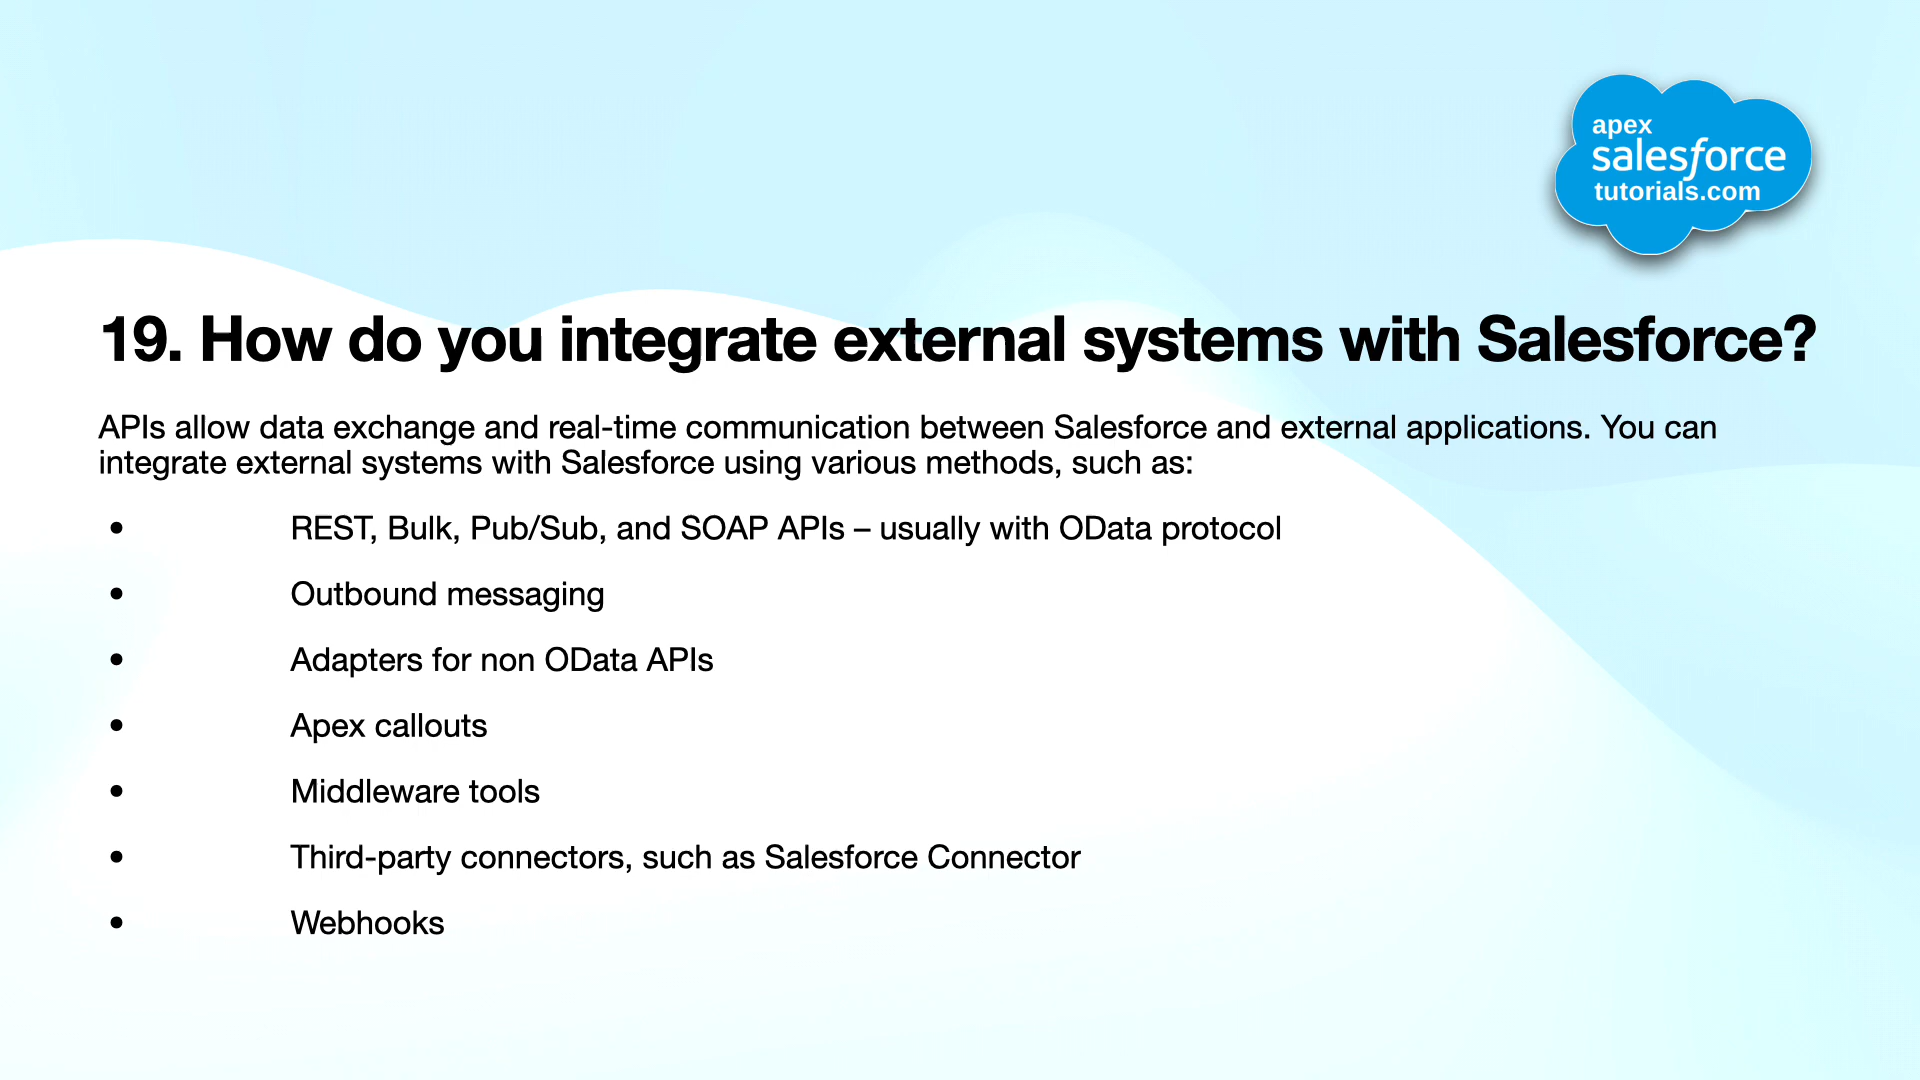 apex
salesforce
tutorials.com
19. How do you integrate external systems with Salesforce?
APIs allow data exchange and real-time communication between Salesforce and external applications. You can
integrate external systems with Salesforce using various methods, such as:
• REST, Bulk, Pub/Sub, and SOAP APIs – usually with OData protocol
• Outbound messaging
• Adapters for non OData APIs
• Apex callouts
• Middleware tools
• Third-party connectors, such as Salesforce Connector
• Webhooks